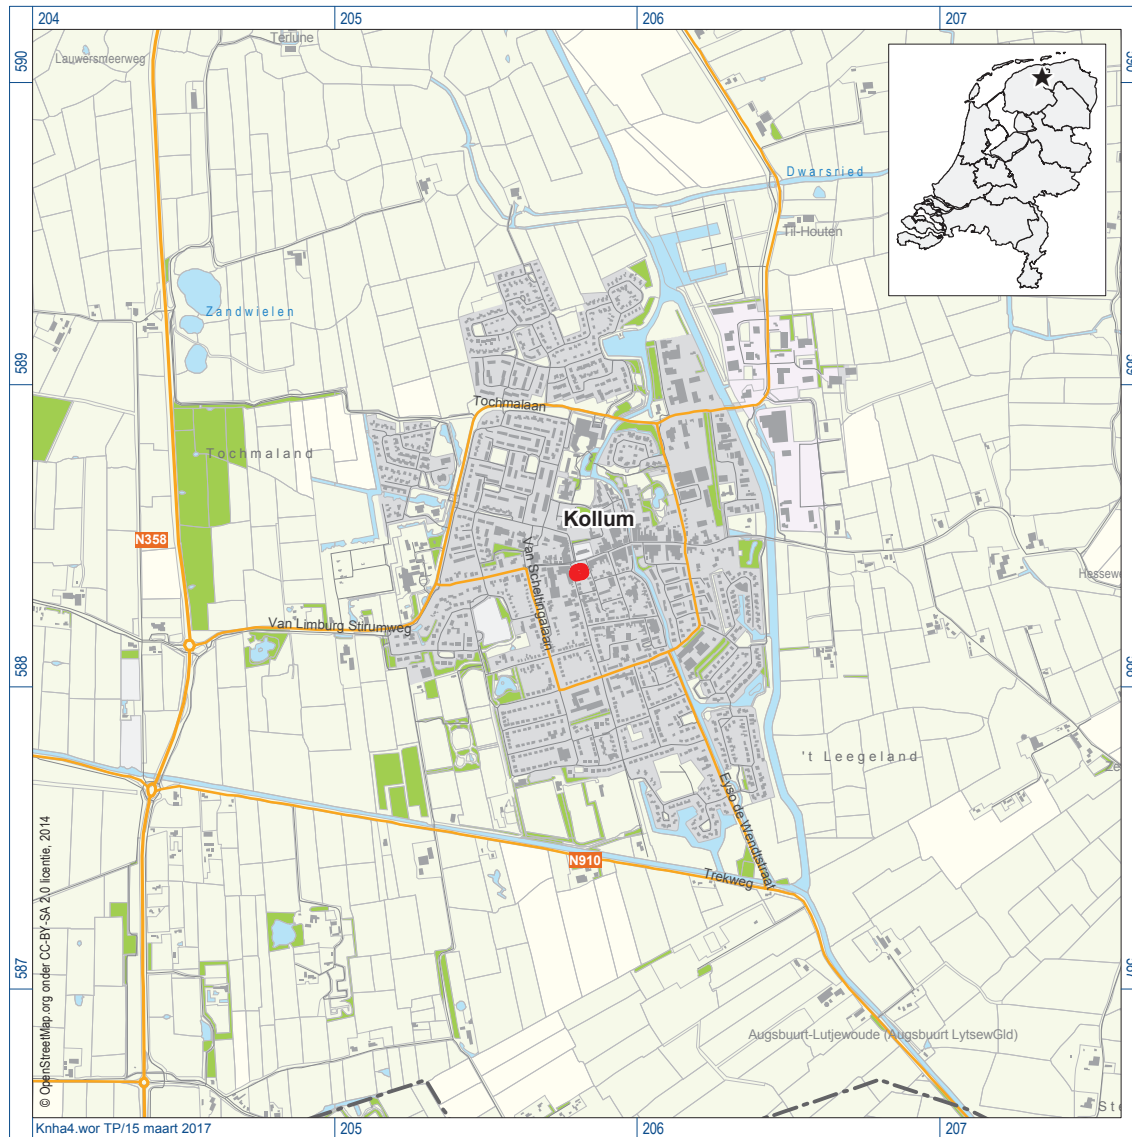 204
205
206
207
590
Terlune
Lauwersmeerweg
Dwarsried
Til-Houten
Zandwielen
589
Tochmalaan
Tochmaland
Kollum
N358
Van Scheltingalaan
Van Limburg Stirumweg
588
't Leegeland
Eyso de Wendtstraat
N910
Trekweg
587
Augsbuurt-Lutjewoude (Augsbuurt LytsewGld)
© OpenStreetMap.org onder CC-BY-SA 2.0 licentie, 2014
Knha4.wor TP/15 maart 2017
205
206
207